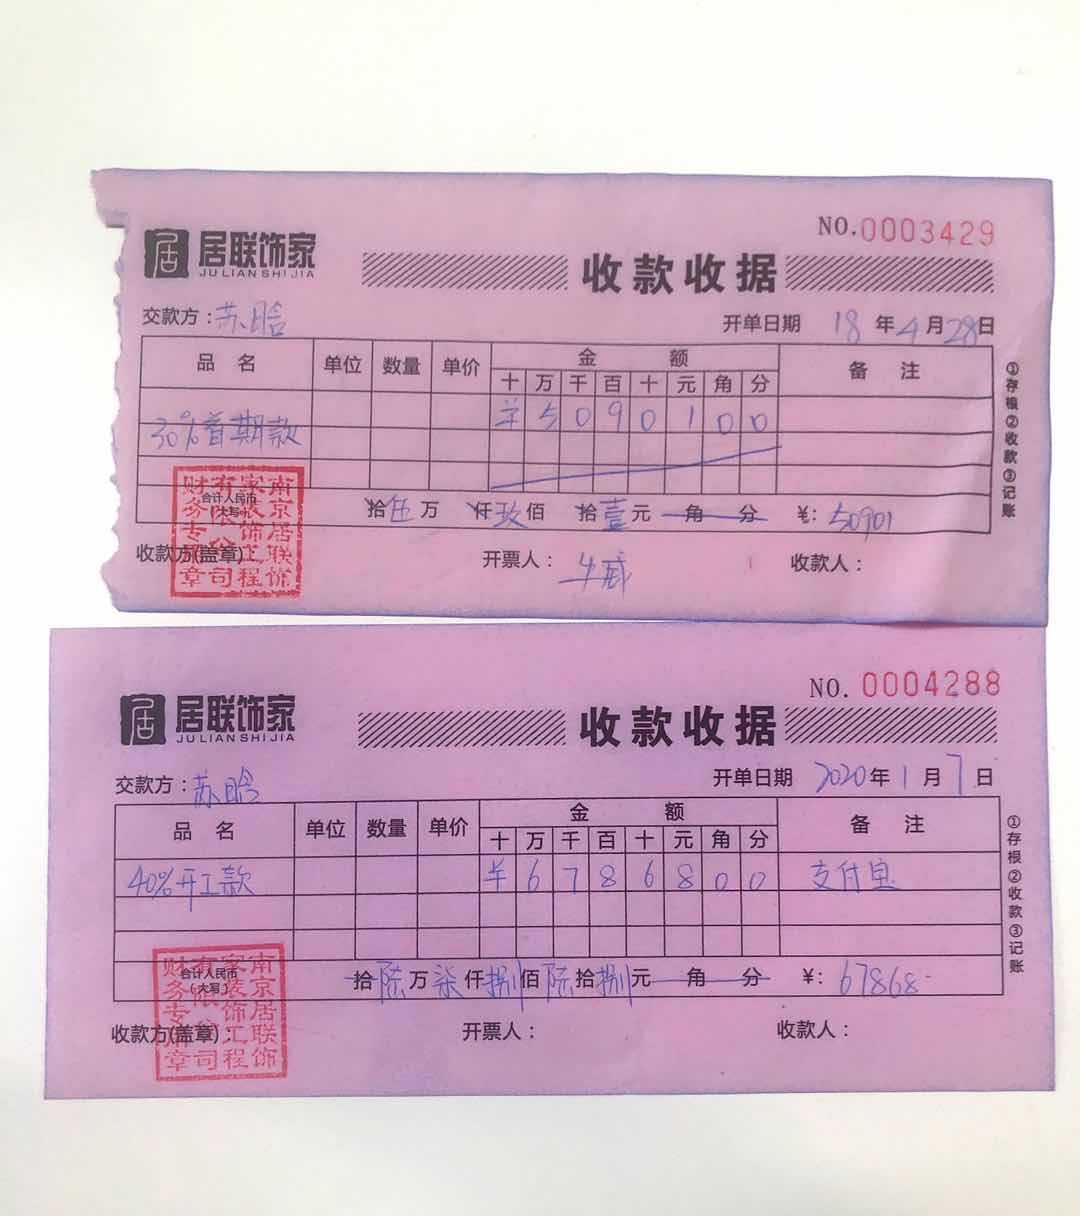 NO.0003429
居联饰家
JULIANSHIJIA
收款收据
交款方：苏晗
开单日期 18年4月28日
品名 单位 数量 单价 金额 备注
十 万 千 百 十 元 角 分
30%首期款 ¥ 5 0 9 0 1 0 0
合计人民币(大写) 拾伍万 仟玖佰 拾壹元 角 分 ¥: 50901
收款方(盖章)
开票人：牛威
收款人：
①存根②收款③记账
南京居联饰家装饰工程有限公司财务专用章
NO. 0004288
居联饰家
JULIANSHIJIA
收款收据
交款方：苏晗
开单日期 2020年1月7日
品名 单位 数量 单价 金额 备注
十 万 千 百 十 元 角 分
40%开工款 ¥ 6 7 8 6 8 0 0 支付宝
合计人民币(大写) 拾陆万柒仟捌佰陆拾捌元 角 分 ¥: 67868-
收款方(盖章)：
开票人：
收款人：
①存根②收款③记账
南京居联饰家装饰工程有限公司财务专用章